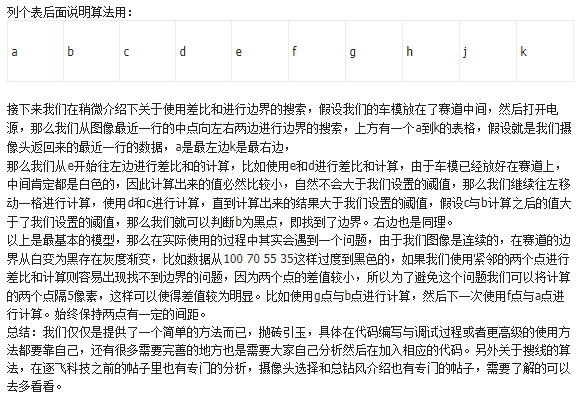 列个表后面说明算法用：
a b c d e f g h j k
接下来我们在稍微介绍下关于使用差比和进行边界的搜索，假设我们的车模放在了赛道中间，然后打开电
源，那么我们从图像最近一行的中点向左右两边进行边界的搜索，上方有一个a到k的表格，假设就是我们摄
像头返回来的最近一行的数据，a是最左边k是最右边，
那么我们从e开始往左边进行差比和的计算，比如使用e和d进行差比和计算，由于车模已经放好在赛道上，
中间肯定都是白色的，因此计算出来的值必然比较小，自然不会大于我们设置的阈值，那么我们继续往左移
动一格进行计算，使用d和c进行计算，直到计算出来的结果大于我们设置的阈值，假设c与b计算之后的值大
于了我们设置的阈值，那么我们就可以判断b为黑点，即找到了边界。右边也是同理。
以上是最基本的模型，那么在实际使用的过程中其实会遇到一个问题，由于我们图像是连续的，在赛道的边
界从白变为黑存在灰度渐变，比如数据从100 70 55 35这样过度到黑色的，如果我们使用紧邻的两个点进行
差比和计算则容易出现找不到边界的问题，因为两个点的差值较小，所以为了避免这个问题我们可以将计算
的两个点隔5像素，这样可以使得差值较为明显。比如使用g点与b点进行计算，然后下一次使用f点与a点进
行计算。始终保持两点有一定的间距。
总结：我们仅仅是提供了一个简单的方法而已，抛砖引玉，具体在代码编写与调试过程或者更高级的使用方
法都要靠自己，还有很多需要完善的地方也是需要大家自己分析然后在加入相应的代码。另外关于搜线的算
法，在逐飞科技之前的帖子里也有专门的分析，摄像头选择和总钻风介绍也有专门的帖子，需要了解的可以
去多看看。